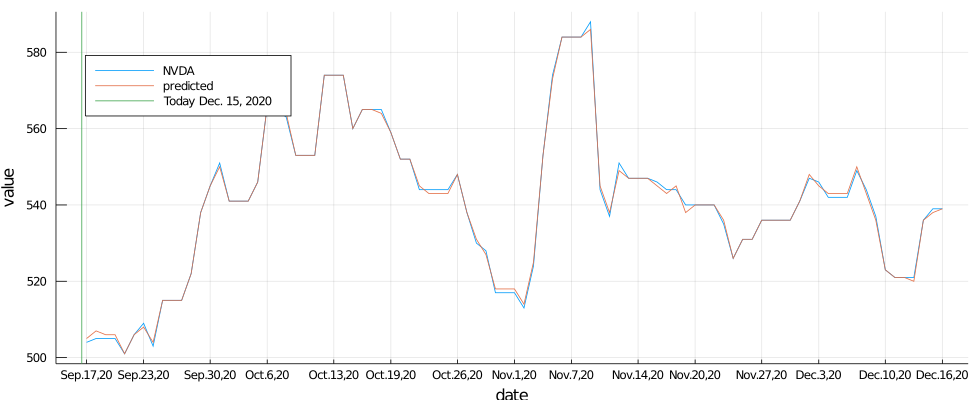 value
580
560
540
520
500
NVDA
predicted
Today Dec. 15, 2020
Sep.17,20 Sep.23,20 Sep.30,20 Oct.6,20 Oct.13,20 Oct.19,20 Oct.26,20 Nov.1,20 Nov.7,20 Nov.14,20 Nov.20,20 Nov.27,20 Dec.3,20 Dec.10,20 Dec.16,20
date